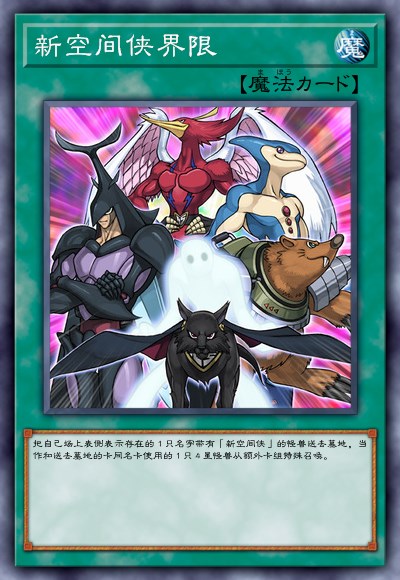 新空间侠界限
魔
【魔法カード】
まほう
把自己场上表侧表示存在的1只名字带有「新空间侠」的怪兽送去墓地，当
作和送去墓地的卡同名卡使用的1只4星怪兽从额外卡组特殊召唤。